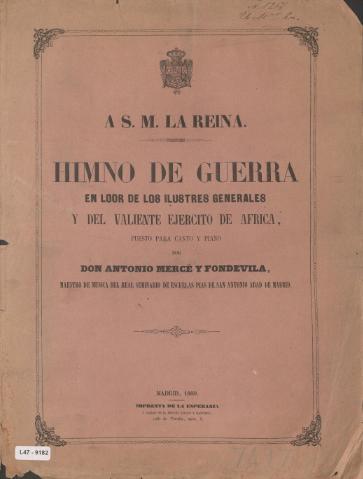 A S. M. LA REINA.
HIMNO DE GUERRA
EN LOOR DE LOS ILUSTRES GENERALES
Y DEL VALIENTE EJERCITO DE AFRICA,
PUESTO PARA CANTO Y PIANO
POR
DON ANTONIO MERCÉ Y FONDEVILA,
MAESTRO DE MUSICA DEL REAL SEMINARIO DE ESCUELAS PIAS DE SAN ANTONIO ABAD DE MADRID.
MADRID, 1860.
IMPRENTA DE LA ESPERANZA
L47 - 9182